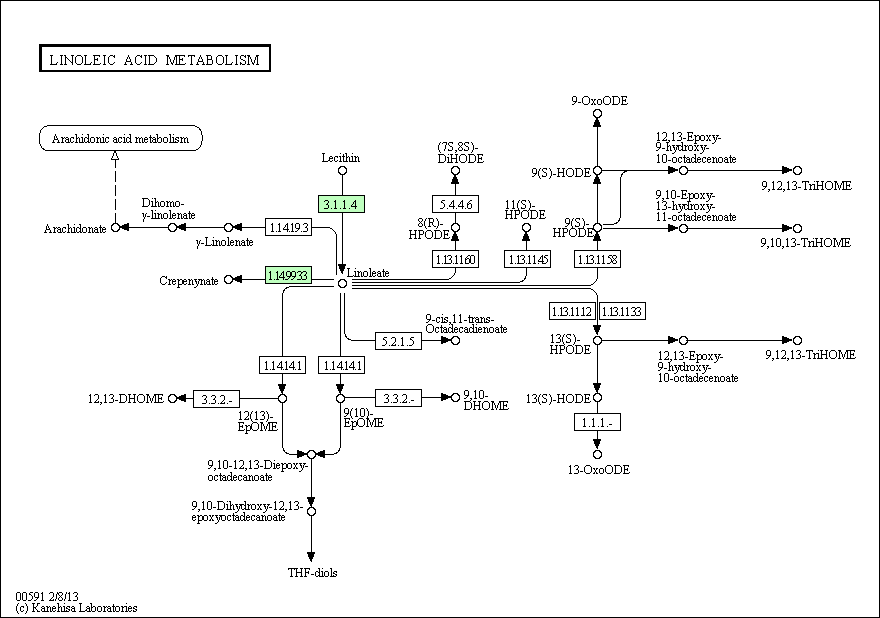 LINOLEIC ACID METABOLISM
9-OxoODE
Arachidonic acid metabolism
Lecithin
(7S,8S)-
DiHODE
9(S)-HODE
12,13-Epoxy-
9-hydroxy-
10-octadecenoate
9,12,13-TriHOME
3.1.1.4
5.4.4.6
Dihomo-
γ-linolenate
11(S)-
HPODE
9,10-Epoxy-
13-hydroxy-
11-octadecenoate
Arachidonate
γ-Linolenate
1.14.19.3
8(R)-
HPODE
9(S)-
HPODE
9,10,13-TriHOME
1.13.11.60
1.13.11.45
1.13.11.58
Crepenynate
1.14.99.33
Linoleate
1.13.11.12
1.13.11.33
9-cis,11-trans-
Octadecadienoate
5.2.1.5
13(S)-
HPODE
12,13-Epoxy-
9-hydroxy-
10-octadecenoate
9,12,13-TriHOME
1.14.14.1
1.14.14.1
12,13-DHOME
3.3.2.-
3.3.2.-
9,10-
DHOME
13(S)-HODE
12(13)-
EpOME
9(10)-
EpOME
1.1.1.-
9,10-12,13-Diepoxy-
octadecanoate
13-OxoODE
9,10-Dihydroxy-12,13-
epoxyoctadecanoate
THF-diols
00591 2/8/13
(c) Kanehisa Laboratories